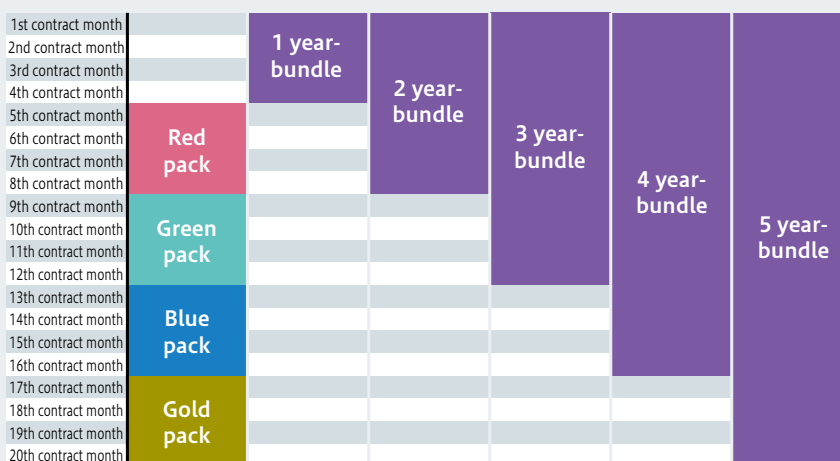 1st contract month
2nd contract month
3rd contract month
4th contract month
5th contract month
6th contract month
7th contract month
8th contract month
9th contract month
10th contract month
11th contract month
12th contract month
13th contract month
14th contract month
15th contract month
16th contract month
17th contract month
18th contract month
19th contract month
20th contract month
Red
pack
Green
pack
Blue
pack
Gold
pack
1 year-
bundle
2 year-
bundle
3 year-
bundle
4 year-
bundle
5 year-
bundle